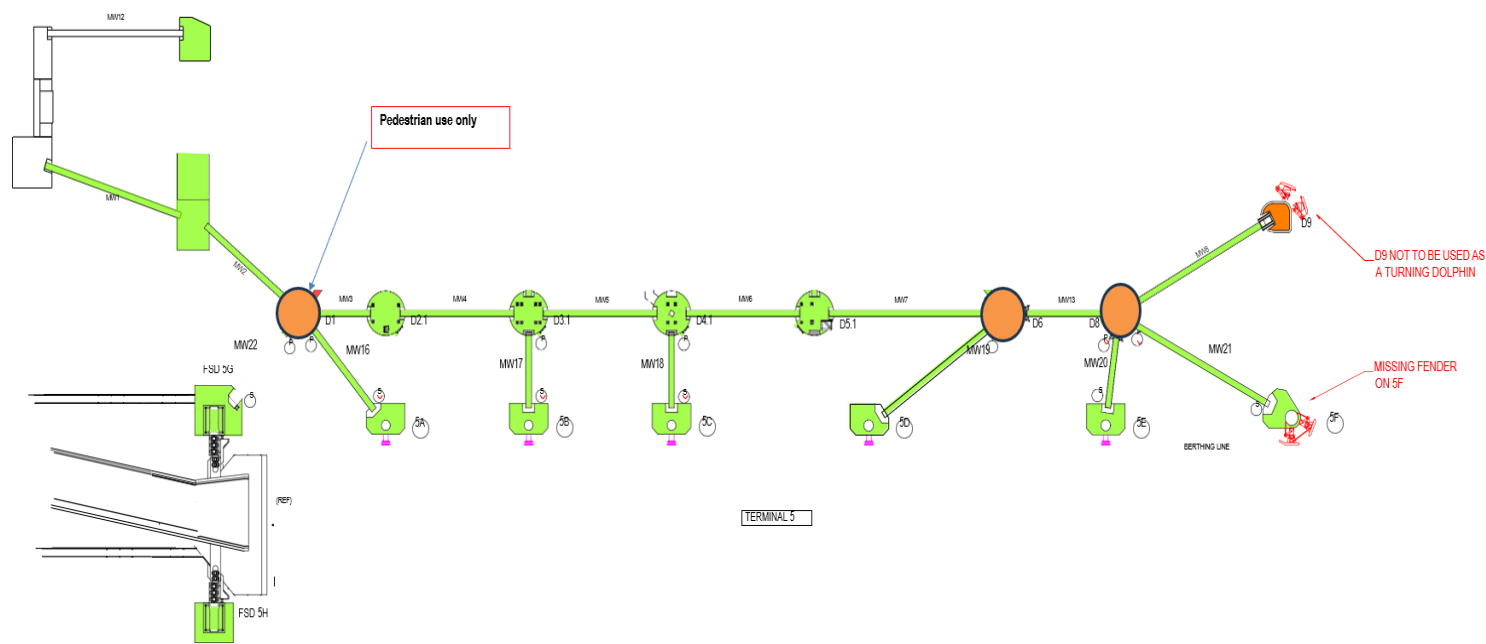 MW12
Pedestrian use only
MW1
MW2
D9
D9 NOT TO BE USED AS
A TURNING DOLPHIN
MW8
MW3
MW4
MW5
MW6
MW7
MW13
D1
D2.1
D3.1
D4.1
D5.1
D6
D8
MW22
MW16
MW17
MW18
MW19
MW20
MW21
P
P
P
P
MISSING FENDER
ON 5F
FSD 5G
S
S
S
S
S
S
5A
5B
5C
5D
5E
5F
BERTHING LINE
(REF)
TERMINAL 5
FSD 5H